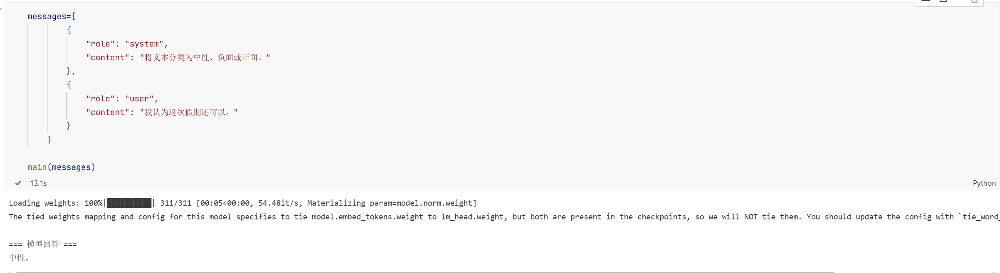 messages=[
{
"role": "system",
"content": "将文本分类为中性、负面或正面。"
},
{
"role": "user",
"content": "我认为这次假期还可以。"
}
]
main(messages)
13.1s
Python
Loading weights: 100%|██████████| 311/311 [00:05<00:00, 54.48it/s, Materializing param=model.norm.weight]
The tied weights mapping and config for this model specifies to tie model.embed_tokens.weight to lm_head.weight, but both are present in the checkpoints, so we will NOT tie them. You should update the config with `tie_word_
=== 模型回答 ===
中性。